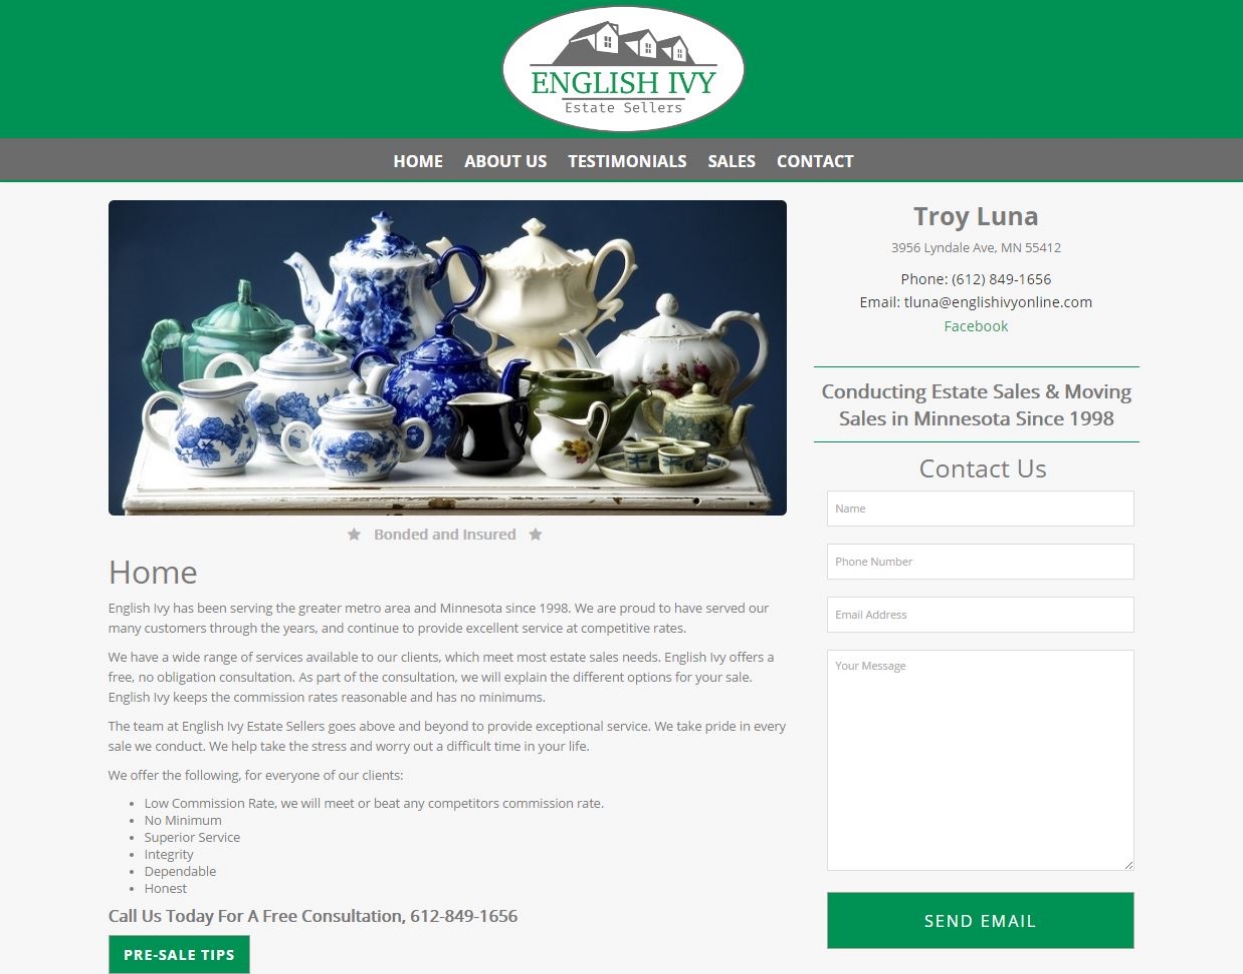 ENGLISH IVY
Estate Sellers
HOME ABOUT US TESTIMONIALS SALES CONTACT
Bonded and Insured
Home
English Ivy has been serving the greater metro area and Minnesota since 1998. We are proud to have served our
many customers through the years, and continue to provide excellent service at competitive rates.
We have a wide range of services available to our clients, which meet most estate sales needs. English Ivy offers a
free, no obligation consultation. As part of the consultation, we will explain the different options for your sale.
English Ivy keeps the commission rates reasonable and has no minimums.
The team at English Ivy Estate Sellers goes above and beyond to provide exceptional service. We take pride in every
sale we conduct. We help take the stress and worry out a difficult time in your life.
We offer the following, for everyone of our clients:
Low Commission Rate, we will meet or beat any competitors commission rate.
No Minimum
Superior Service
Integrity
Dependable
Honest
Call Us Today For A Free Consultation, 612-849-1656
PRE-SALE TIPS
Troy Luna
3956 Lyndale Ave, MN 55412
Phone: (612) 849-1656
Email: tluna@englishivyonline.com
Facebook
Conducting Estate Sales & Moving
Sales in Minnesota Since 1998
Contact Us
Name
Phone Number
Email Address
Your Message
SEND EMAIL